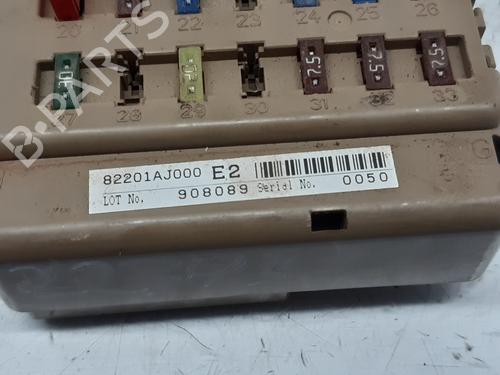 20 21 22 23 24 25 26
27 28 29 30 31 32 33
7.5 7.5 7.5
82201AJ000 E2
LOT No. 908089 Serial No. 0050
B-PARTS